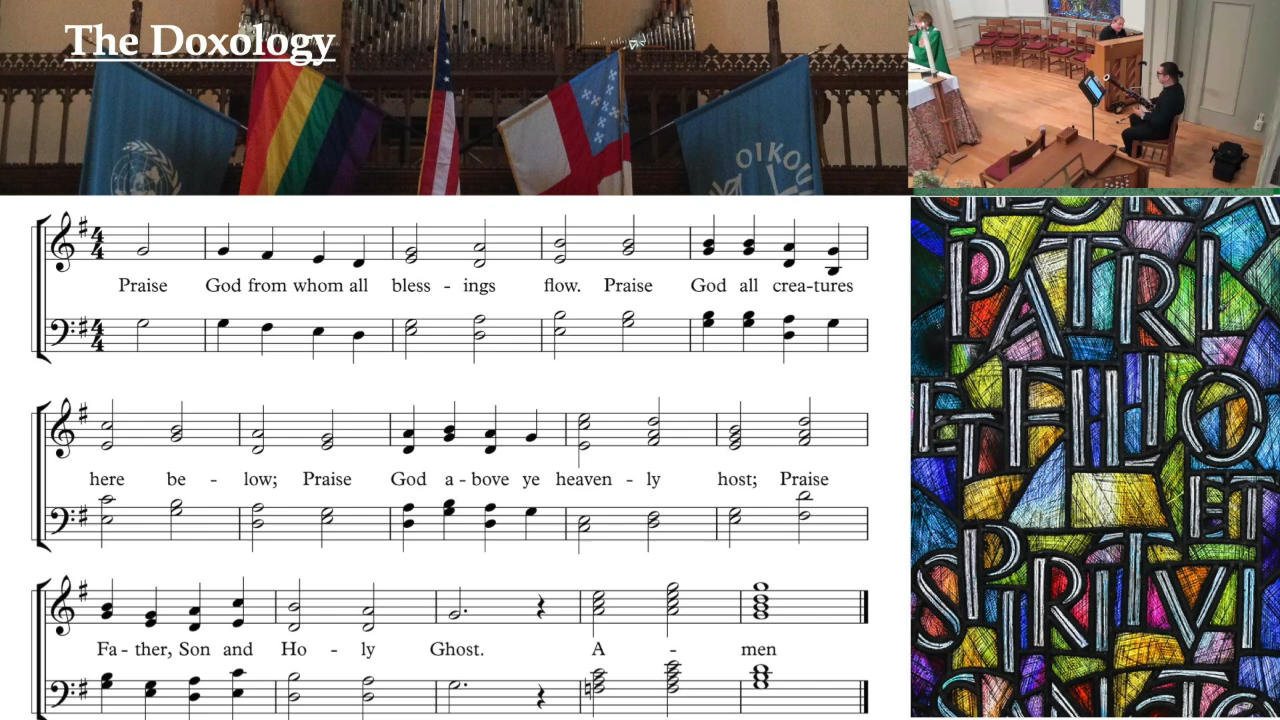 The Doxology
OIKOU
Praise God from whom all bless - ings flow. Praise God all crea-tures
here be - low; Praise God a - bove ye heaven - ly host; Praise
Fa - ther, Son and Ho - ly Ghost. A - men
PATRI
ET FILIO
ET
SPIRITVI